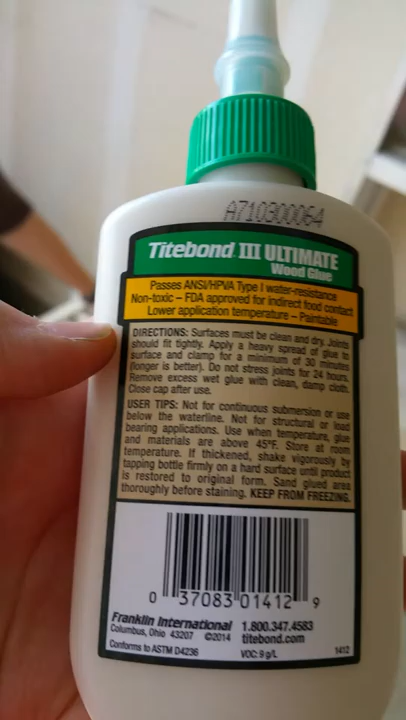 A710300064
Titebond III ULTIMATE
Wood Glue
Passes ANSI/HPVA Type I water-resistance
Non-toxic – FDA approved for indirect food contact
Lower application temperature – Paintable
DIRECTIONS: Surfaces must be clean and dry. Joints
should fit tightly. Apply a heavy spread of glue to
surface and clamp for a minimum of 30 minutes
(longer is better). Do not stress joints for 24 hours.
Remove excess wet glue with clean, damp cloth.
Close cap after use.
USER TIPS: Not for continuous submersion or use
below the waterline. Not for structural or load
bearing applications. Use when temperature, glue
and materials are above 45°F. Store at room
temperature. If thickened, shake vigorously by
tapping bottle firmly on a hard surface until product
is restored to original form. Sand glued area
thoroughly before staining. KEEP FROM FREEZING.
0 37083 01412 9
Franklin International 1.800.347.4583
Columbus, Ohio 43207 ©2014 titebond.com
Conforms to ASTM D4236 VOC: 9 g/L 1412